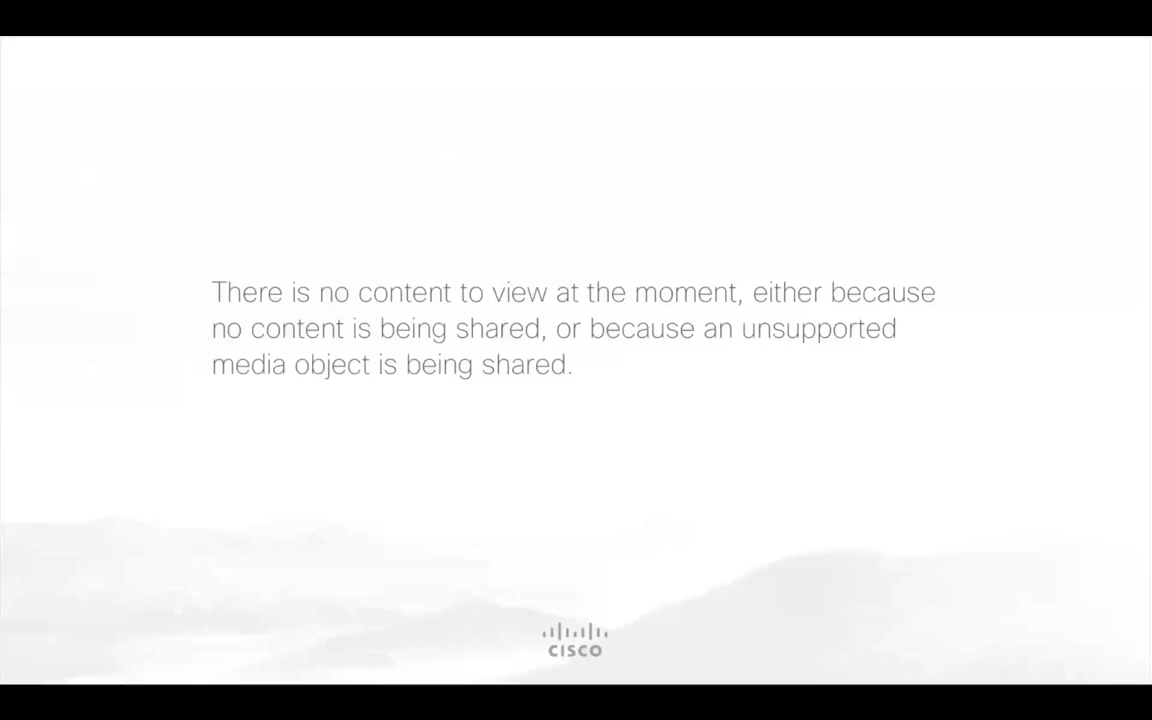 There is no content to view at the moment, either because
no content is being shared, or because an unsupported
media object is being shared.
CISCO